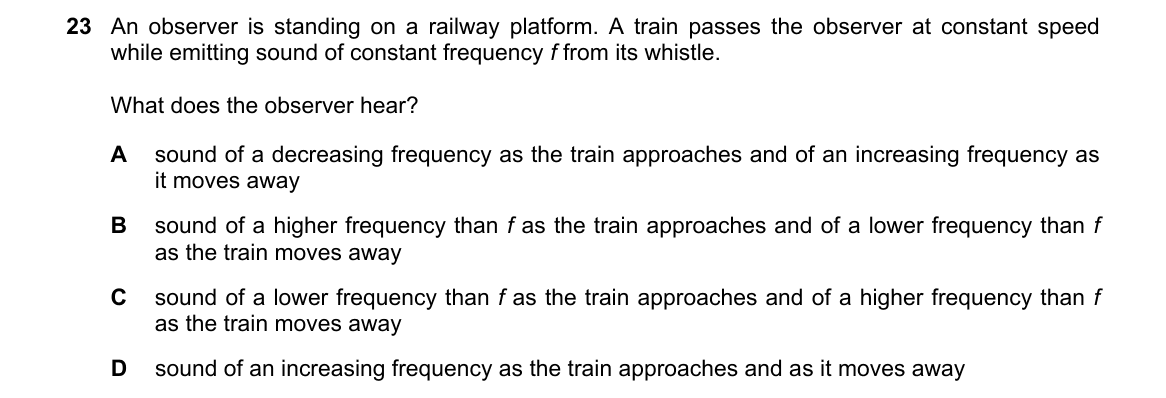 23 An observer is standing on a railway platform. A train passes the observer at constant speed
while emitting sound of constant frequency f from its whistle.
What does the observer hear?
A sound of a decreasing frequency as the train approaches and of an increasing frequency as
it moves away
B sound of a higher frequency than f as the train approaches and of a lower frequency than f
as the train moves away
C sound of a lower frequency than f as the train approaches and of a higher frequency than f
as the train moves away
D sound of an increasing frequency as the train approaches and as it moves away